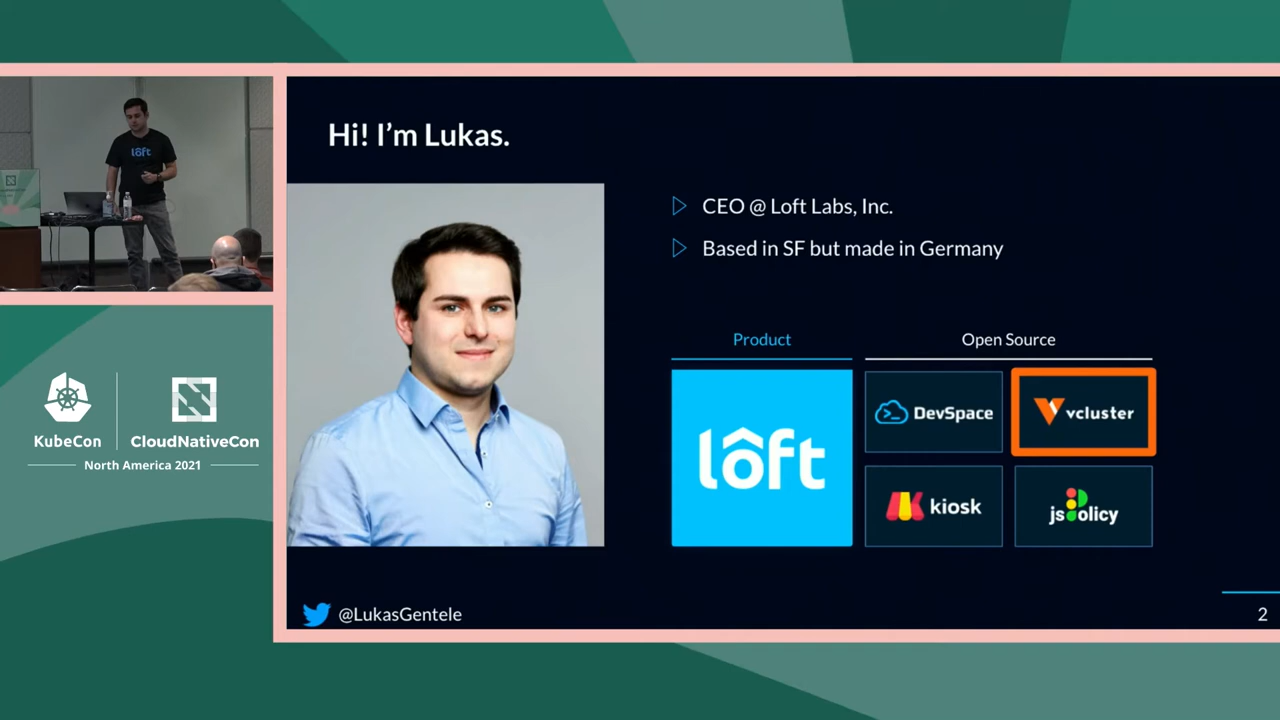 Hi! I'm Lukas.
CEO @ Loft Labs, Inc.
Based in SF but made in Germany
Product
Open Source
lôft
DevSpace
vcluster
kiosk
jsPolicy
@LukasGentele
2
lôft
KubeCon
CloudNativeCon
North America 2021